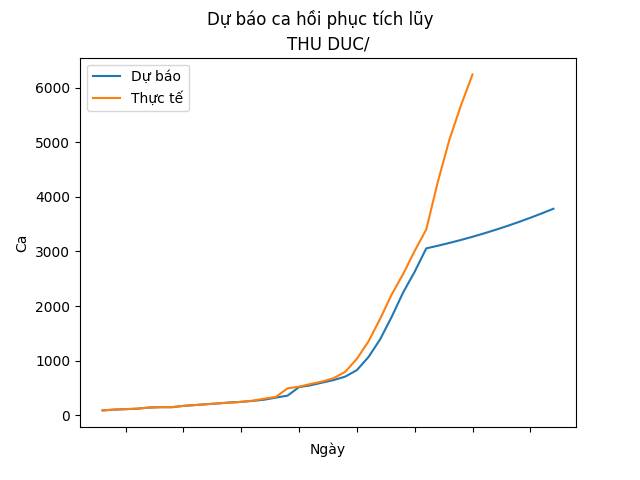 Dự báo ca hồi phục tích lũy
THU DUC/
Dự báo
Thực tế
6000
5000
4000
3000
2000
1000
0
Ca
Ngày